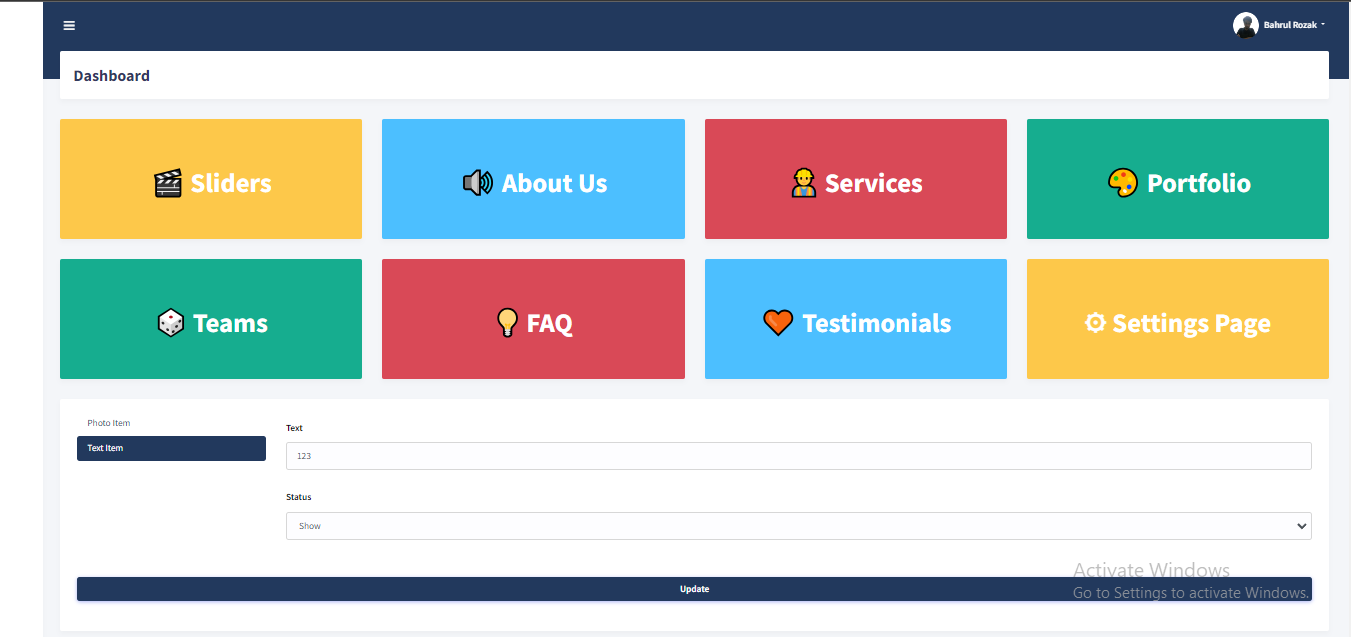 Bahrul Rozak
Dashboard
Sliders
About Us
Services
Portfolio
Teams
FAQ
Testimonials
Settings Page
Photo Item
Text Item
Text
123
Status
Show
Update
Activate Windows
Go to Settings to activate Windows.